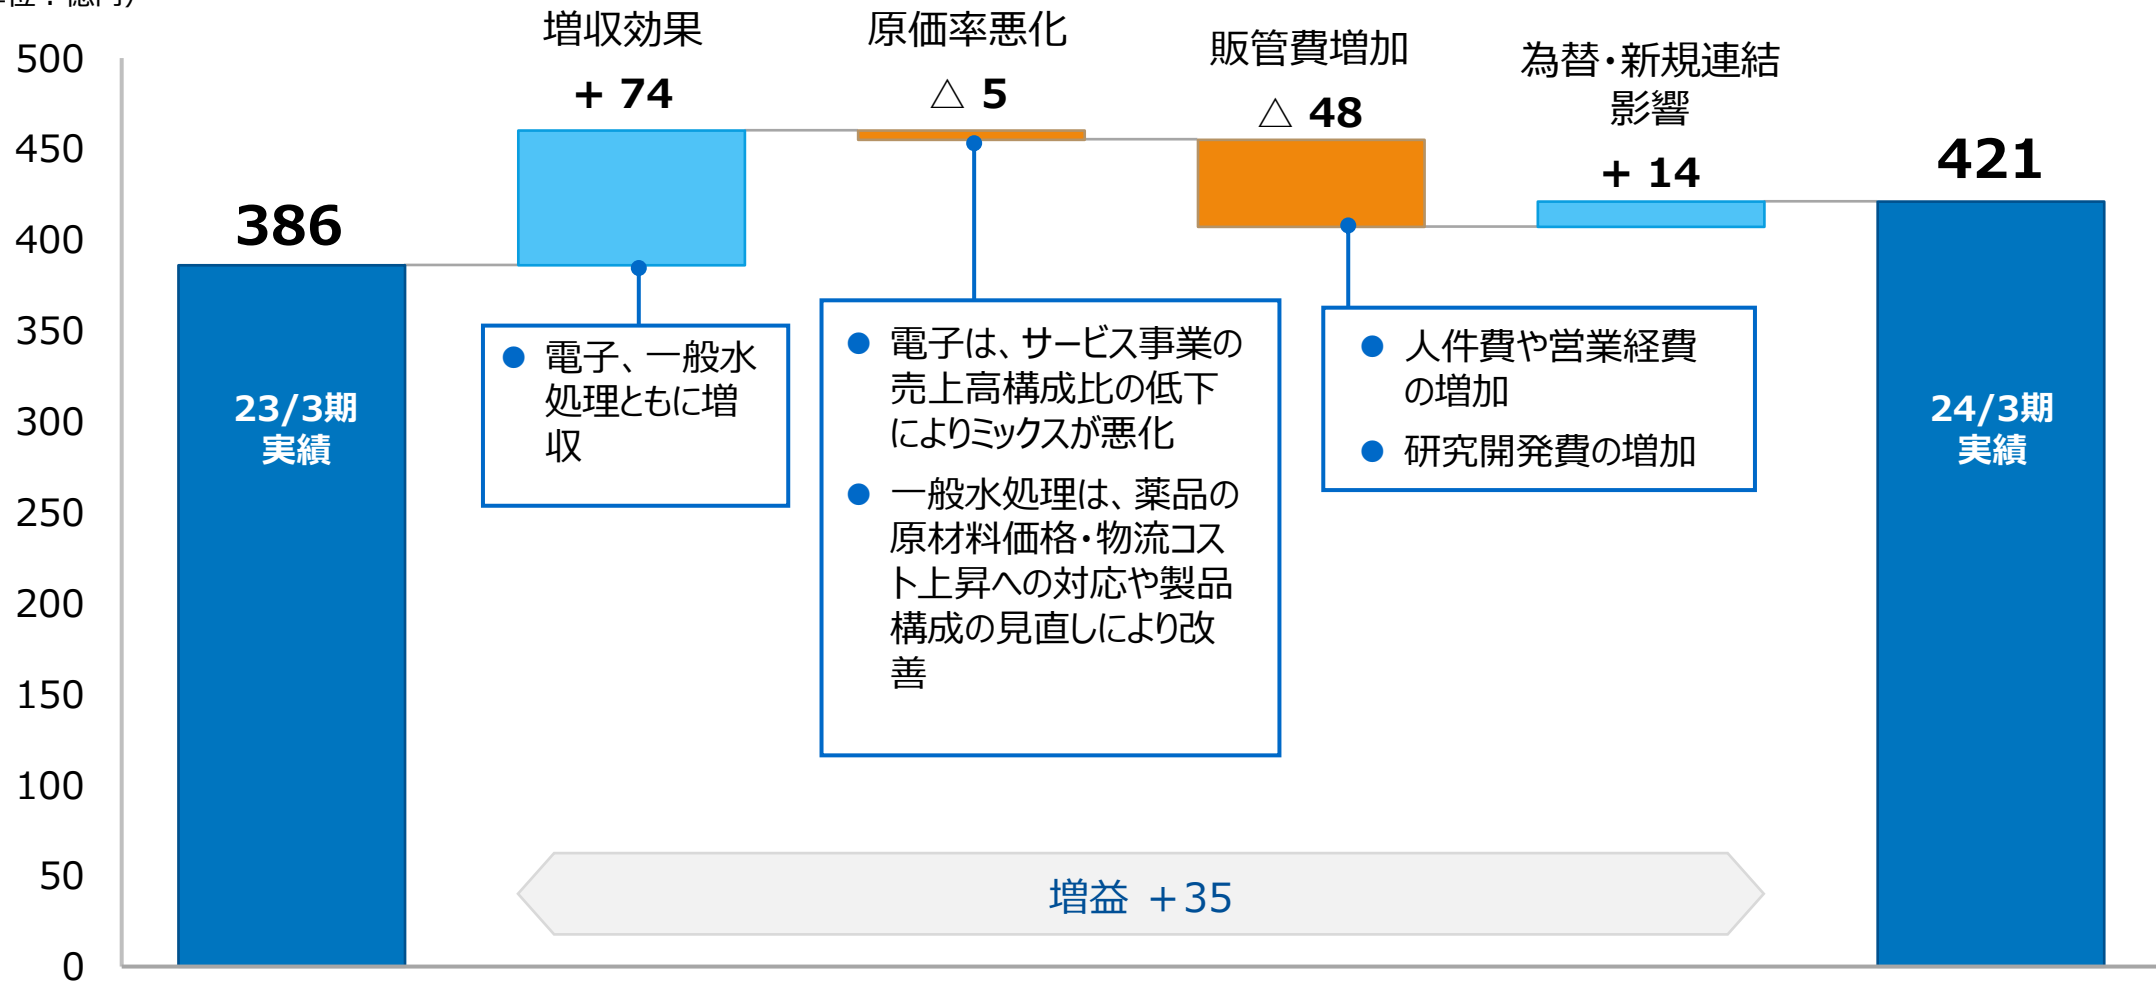 位：億円）
増収効果
+ 74
原価率悪化
△ 5
販管費増加
△ 48
為替・新規連結
影響
+ 14
500
450
400
350
300
250
200
150
100
50
0
386
421
23/3期
実績
24/3期
実績
● 電子、一般水
処理ともに増
収
● 電子は、サービス事業の
売上高構成比の低下
によりミックスが悪化
● 一般水処理は、薬品の
原材料価格・物流コス
ト上昇への対応や製品
構成の見直しにより改
善
● 人件費や営業経費
の増加
● 研究開発費の増加
増益 +35